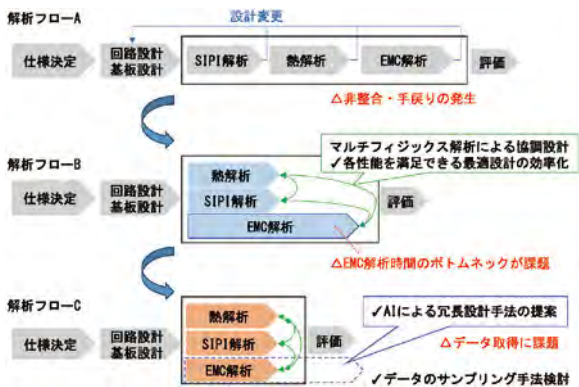 解析フローA
設計変更
仕様決定
回路設計
基板設計
SIPI解析
熱解析
EMC解析
評価
△非整合・手戻りの発生
マルチフィジックス解析による協調設計
✓各性能を満足できる最適設計の効率化
解析フローB
仕様決定
回路設計
基板設計
熱解析
SIPI解析
EMC解析
評価
△EMC解析時間のボトムネックが課題
解析フローC
仕様決定
回路設計
基板設計
熱解析
SIPI解析
EMC解析
評価
✓AIによる冗長設計手法の提案
△データ取得に課題
✓データのサンプリング手法検討